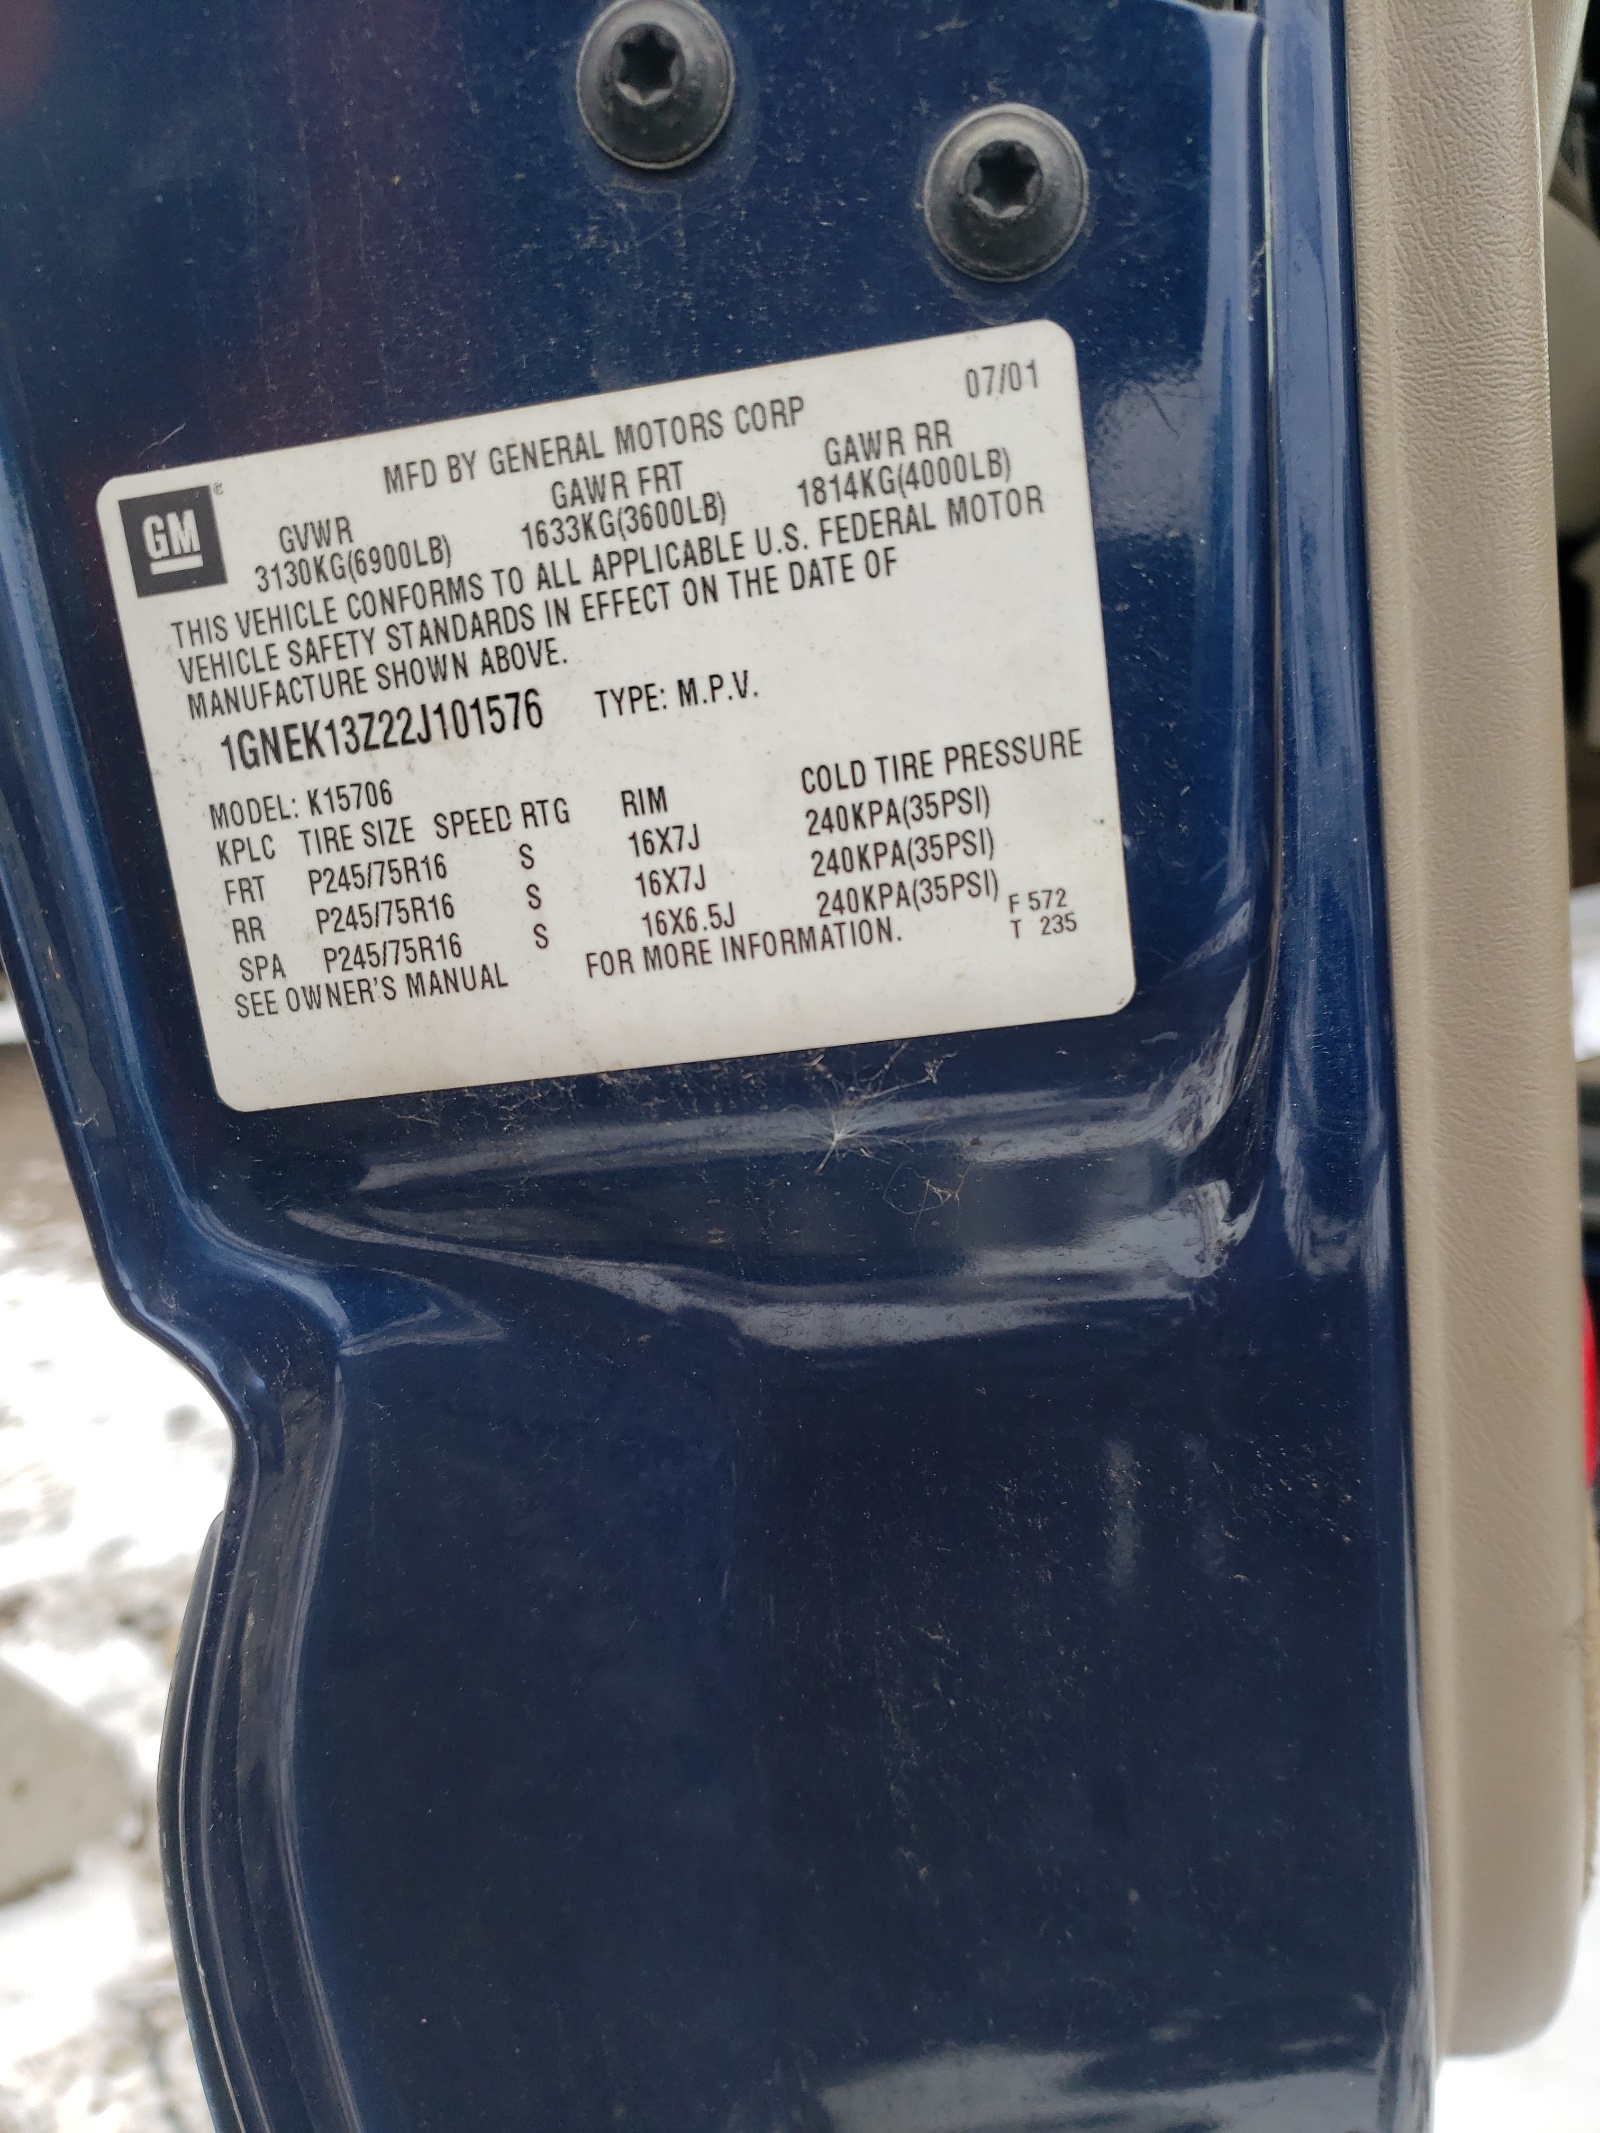 07/01
MFD BY GENERAL MOTORS CORP
GM®
GVWR GAWR FRT GAWR RR
3130KG(6900LB) 1633KG(3600LB) 1814KG(4000LB)
THIS VEHICLE CONFORMS TO ALL APPLICABLE U.S. FEDERAL MOTOR
VEHICLE SAFETY STANDARDS IN EFFECT ON THE DATE OF
MANUFACTURE SHOWN ABOVE.
1GNEK13Z22J101576 TYPE: M.P.V.
MODEL: K15706
KPLC TIRE SIZE SPEED RTG RIM COLD TIRE PRESSURE
FRT P245/75R16 S 16X7J 240KPA(35PSI)
RR P245/75R16 S 16X7J 240KPA(35PSI)
SPA P245/75R16 S 16X6.5J 240KPA(35PSI) F 572
SEE OWNER'S MANUAL FOR MORE INFORMATION. T 235